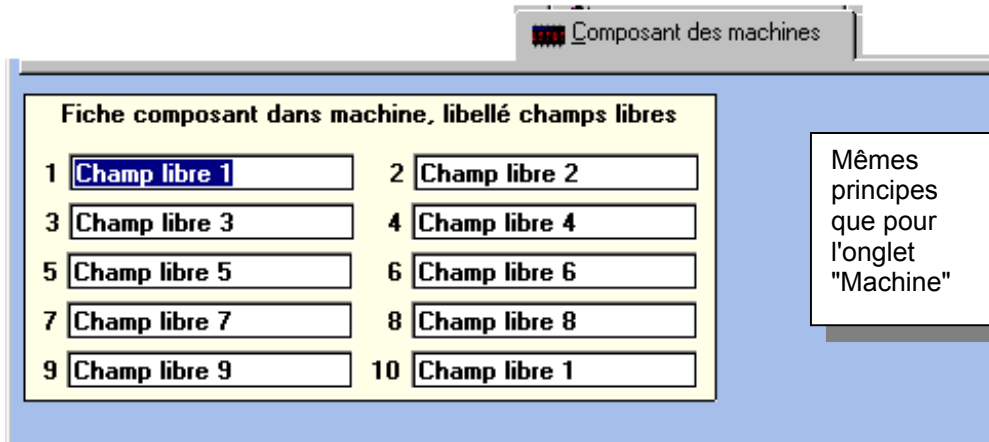 Composant des machines
Fiche composant dans machine, libellé champs libres
1 Champ libre 1 2 Champ libre 2
3 Champ libre 3 4 Champ libre 4
5 Champ libre 5 6 Champ libre 6
7 Champ libre 7 8 Champ libre 8
9 Champ libre 9 10 Champ libre 1
Mêmes
principes
que pour
l'onglet
"Machine"